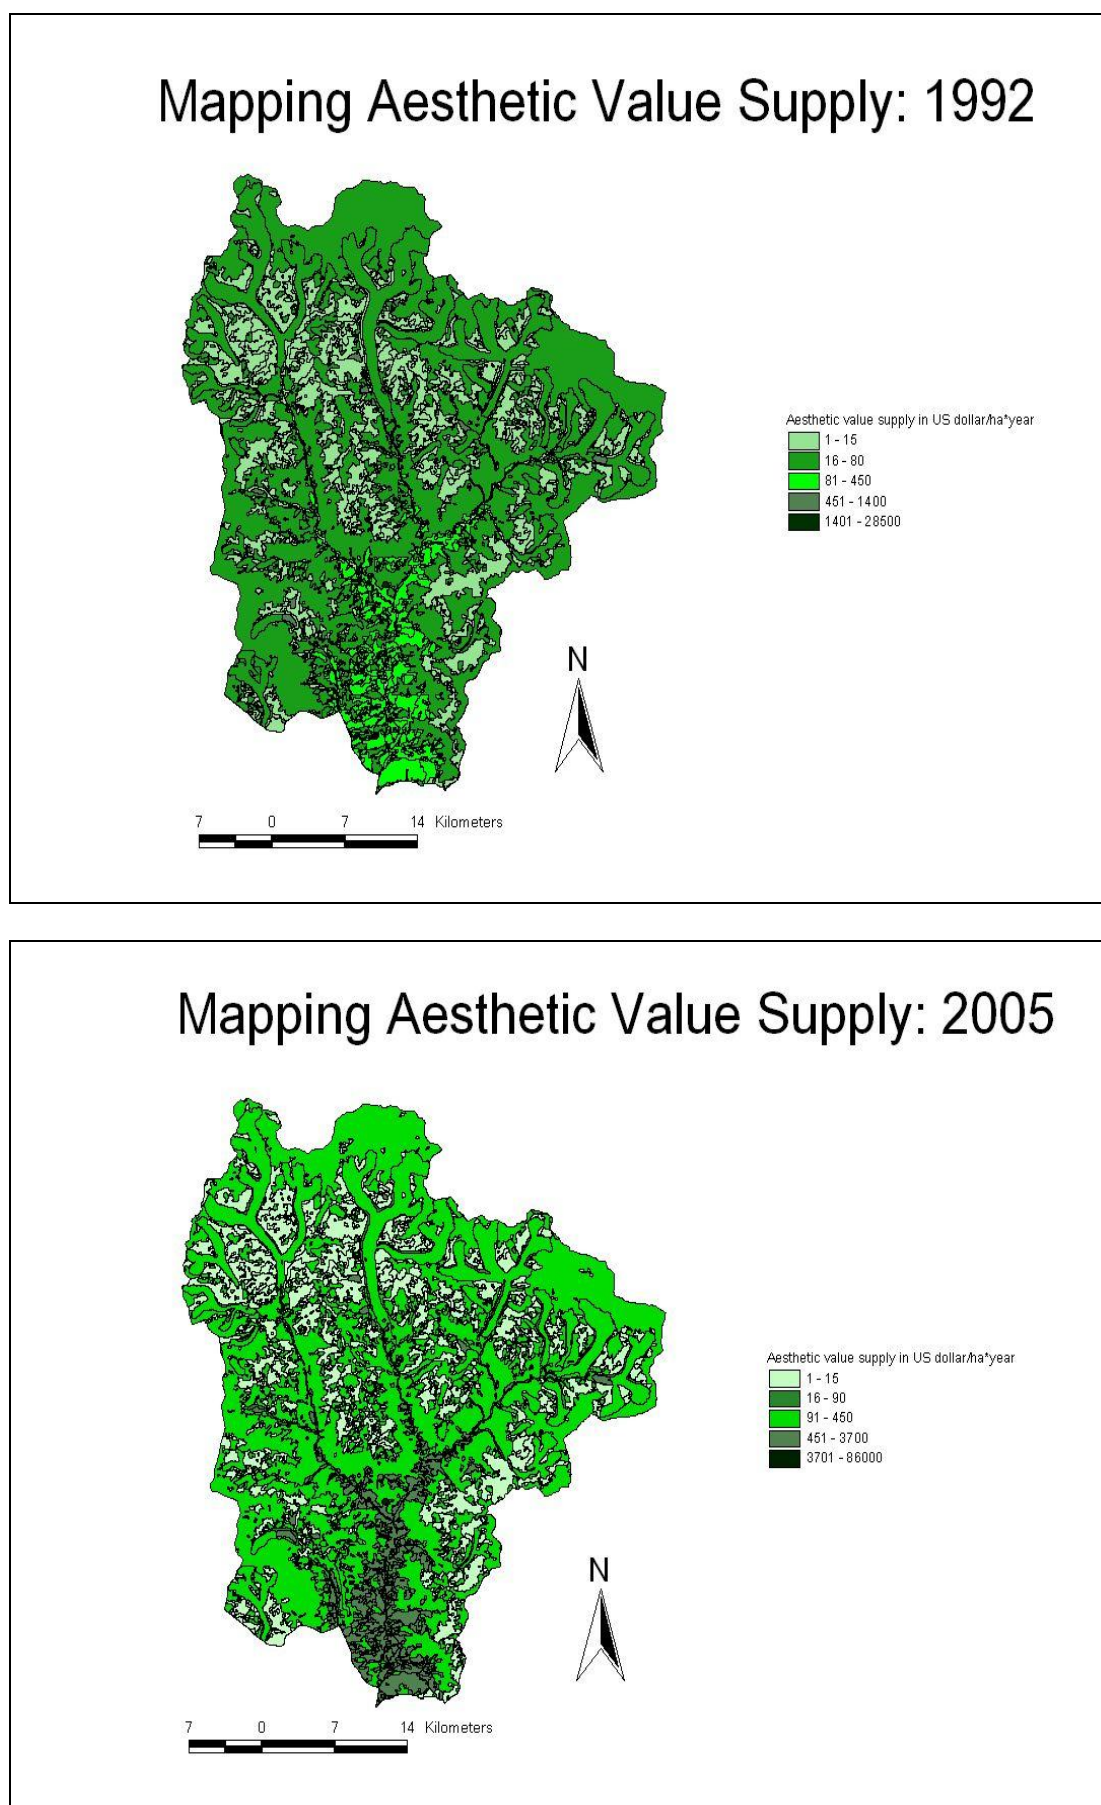 Mapping Aesthetic Value Supply: 1992
Aesthetic value supply in US dollar/ha*year
1 - 15
16 - 80
81 - 450
451 - 1400
1401 - 28500
N
7 0 7 14 Kilometers
Mapping Aesthetic Value Supply: 2005
Aesthetic value supply in US dollar/ha*year
1 - 15
16 - 90
91 - 450
451 - 3700
3701 - 86000
N
7 0 7 14 Kilometers